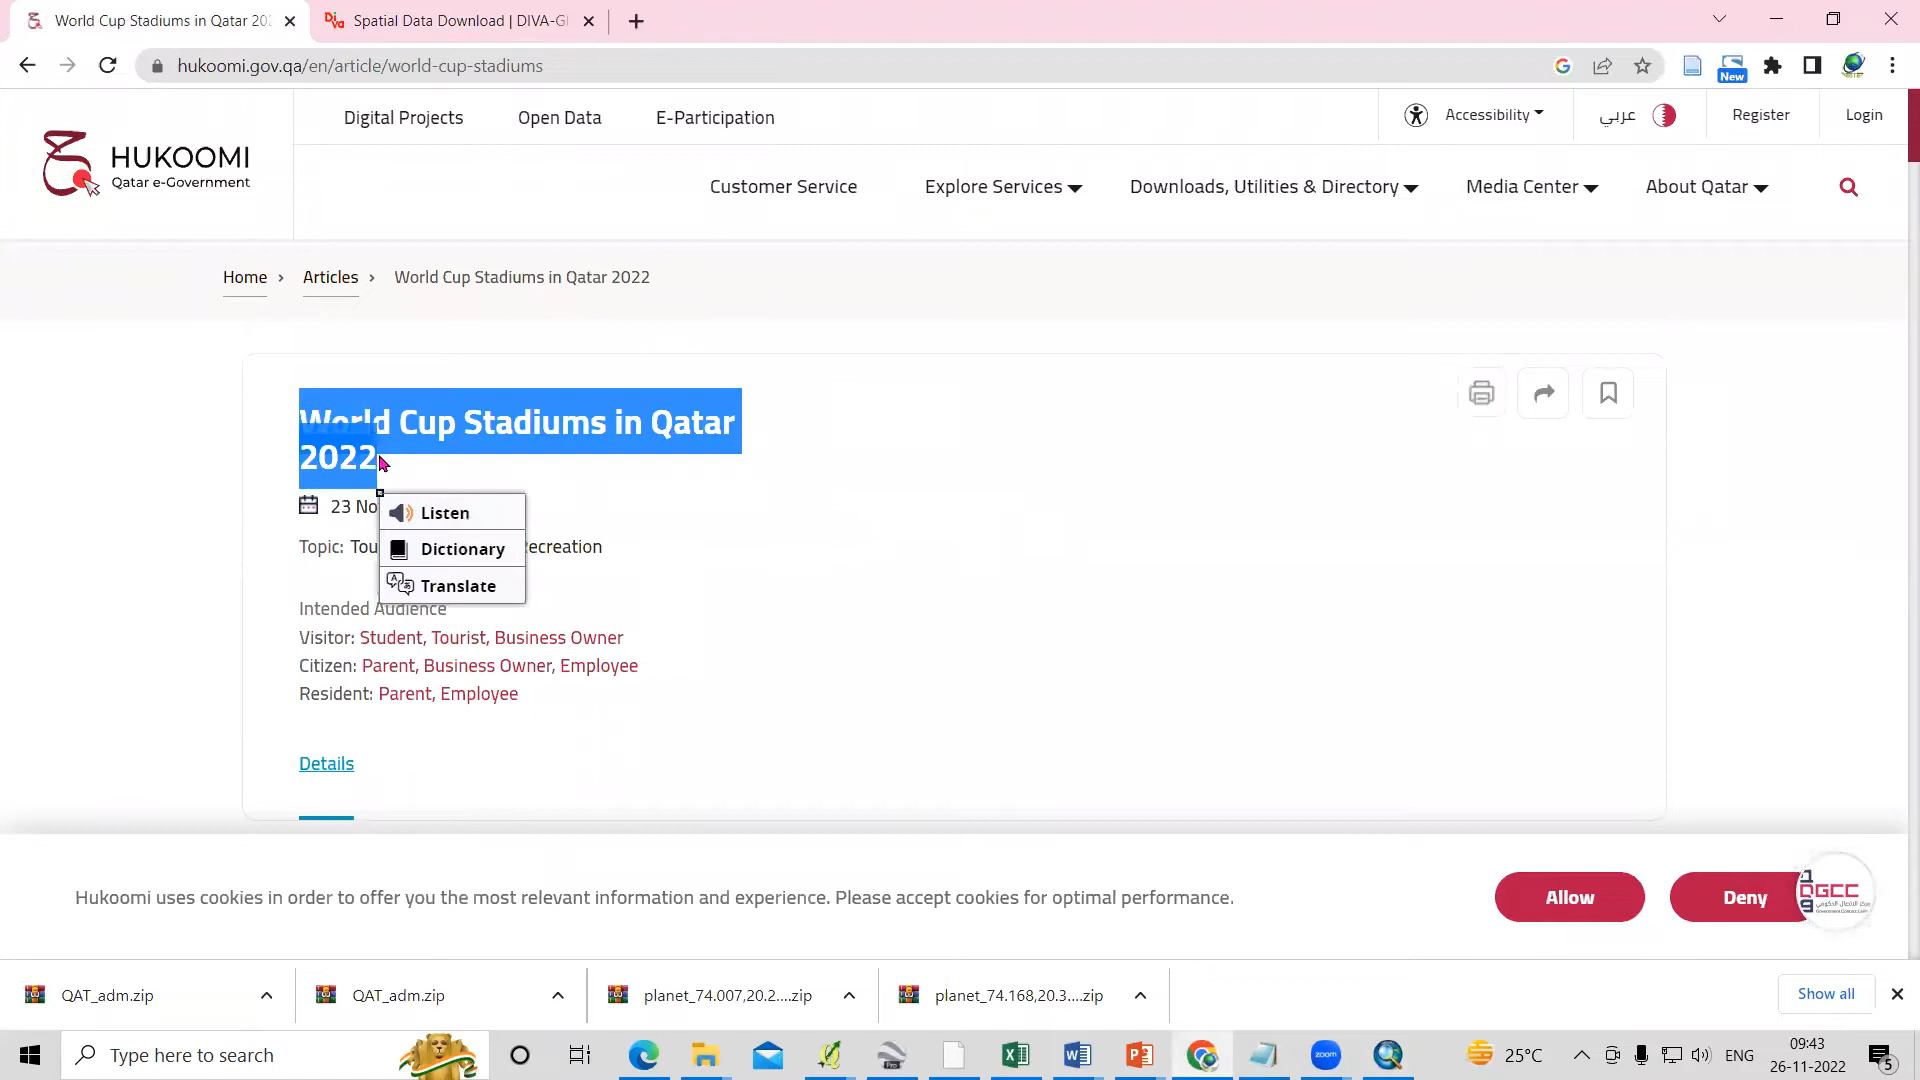 World Cup Stadiums in Qatar 202
Spatial Data Download | DIVA-GI
hukoomi.gov.qa/en/article/world-cup-stadiums
New
Digital Projects
Open Data
E-Participation
Accessibility
عربي
Register
Login
HUKOOMI
Qatar e-Government
Customer Service
Explore Services
Downloads, Utilities & Directory
Media Center
About Qatar
Home
Articles
World Cup Stadiums in Qatar 2022
World Cup Stadiums in Qatar
2022
23 No
Listen
Topic: Tou
Dictionary
Recreation
Translate
Intended Audience
Visitor: Student, Tourist, Business Owner
Citizen: Parent, Business Owner, Employee
Resident: Parent, Employee
Details
Hukoomi uses cookies in order to offer you the most relevant information and experience. Please accept cookies for optimal performance.
Allow
Deny
QGCC
QAT_adm.zip
QAT_adm.zip
planet_74.007,20.2....zip
planet_74.168,20.3....zip
Show all
Type here to search
zoom
25°C
ENG
09:43
26-11-2022
5